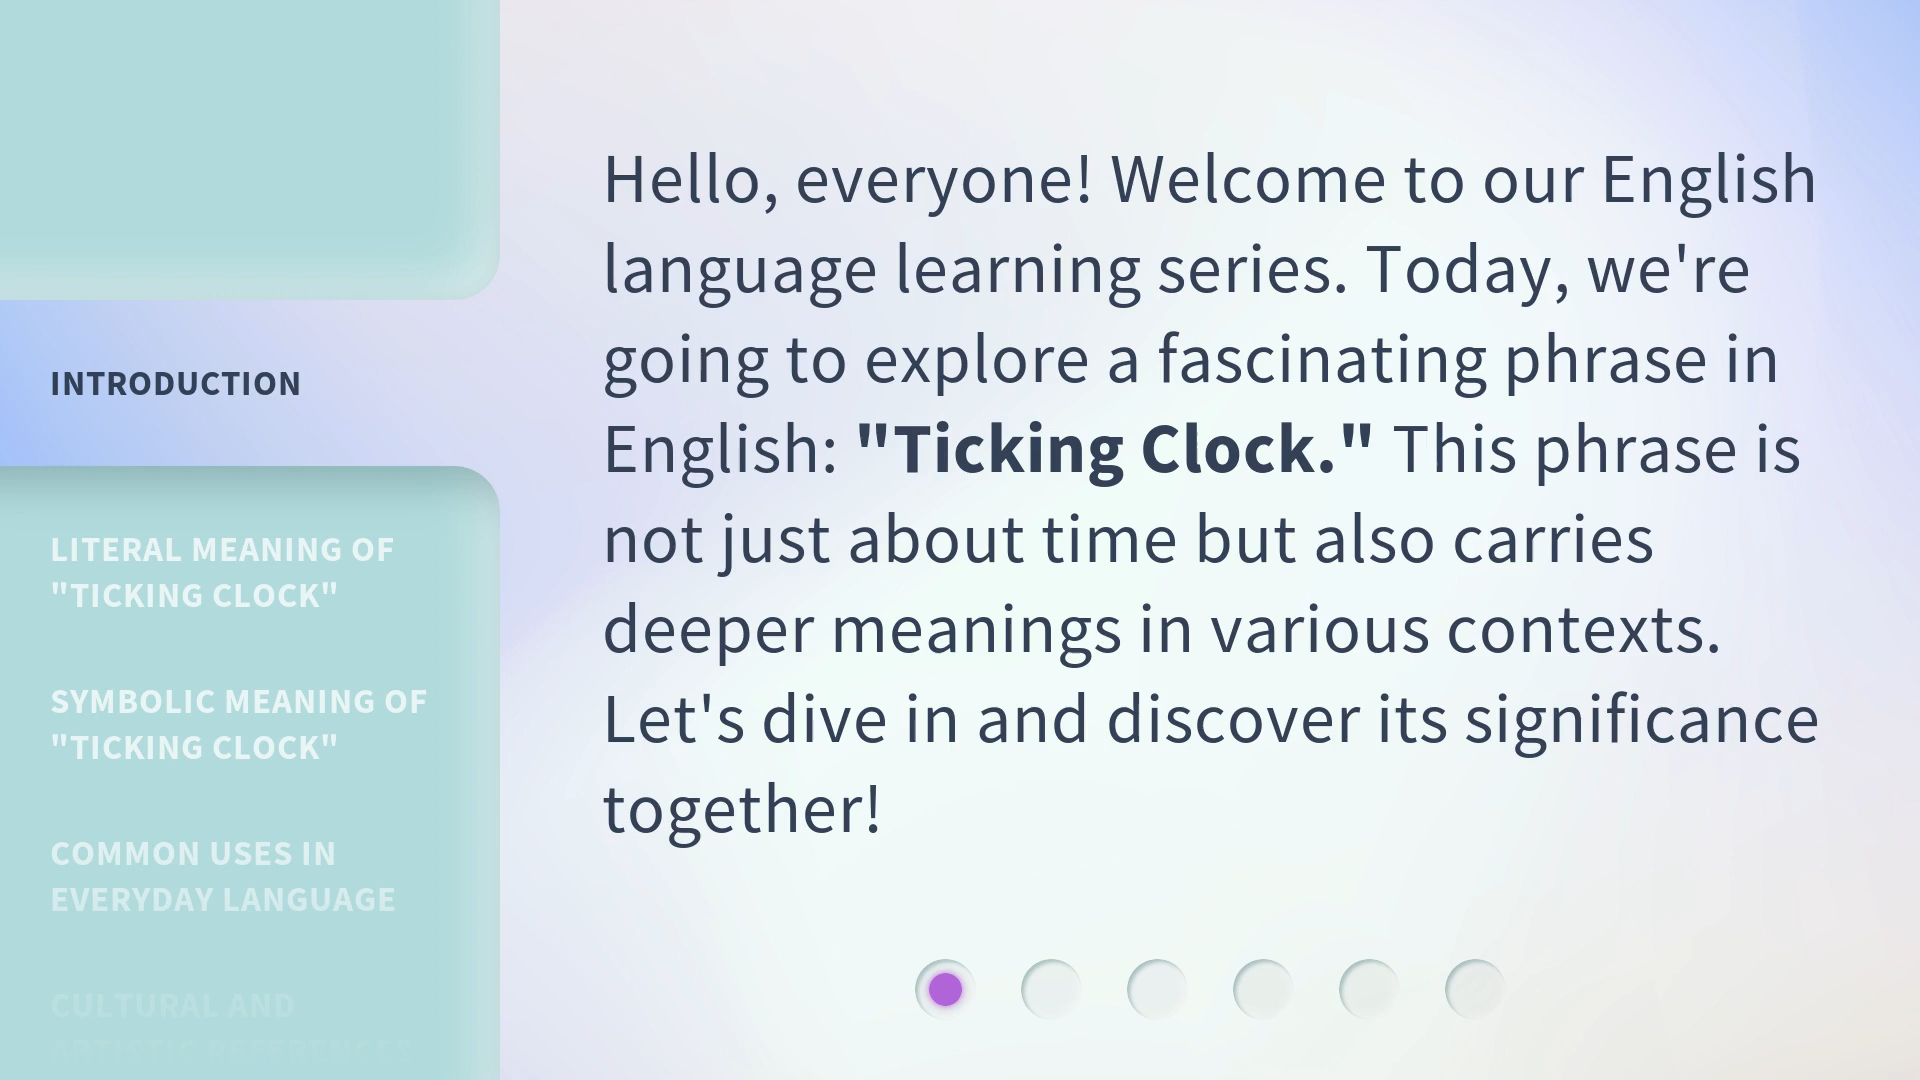 INTRODUCTION
LITERAL MEANING OF
"TICKING CLOCK"
SYMBOLIC MEANING OF
"TICKING CLOCK"
COMMON USES IN
EVERYDAY LANGUAGE
CULTURAL AND
ARTISTIC REFERENCES
Hello, everyone! Welcome to our English
language learning series. Today, we're
going to explore a fascinating phrase in
English: "Ticking Clock." This phrase is
not just about time but also carries
deeper meanings in various contexts.
Let's dive in and discover its significance
together!